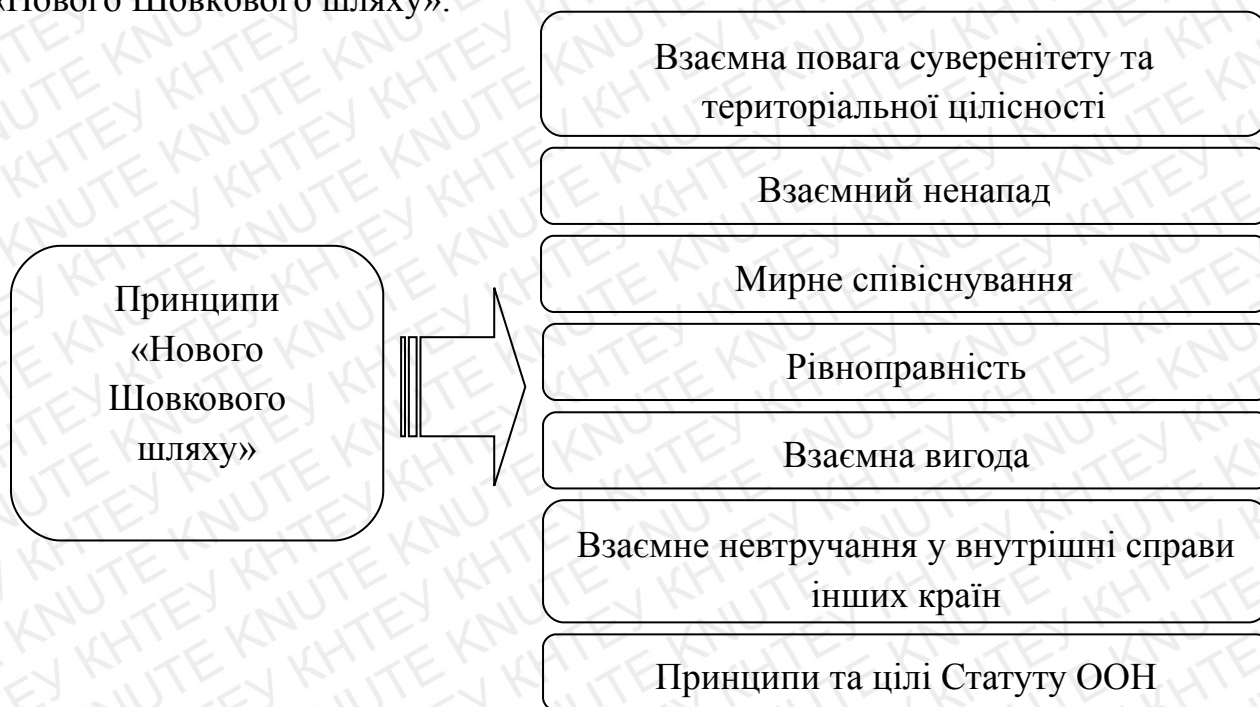 «Нового Шовкового шляху».
Взаємна повага суверенітету та
територіальної цілісності
Взаємний ненапад
Мирне співіснування
Рівноправність
Взаємна вигода
Взаємне невтручання у внутрішні справи
інших країн
Принципи та цілі Статуту ООН
Принципи
«Нового
Шовкового
шляху»